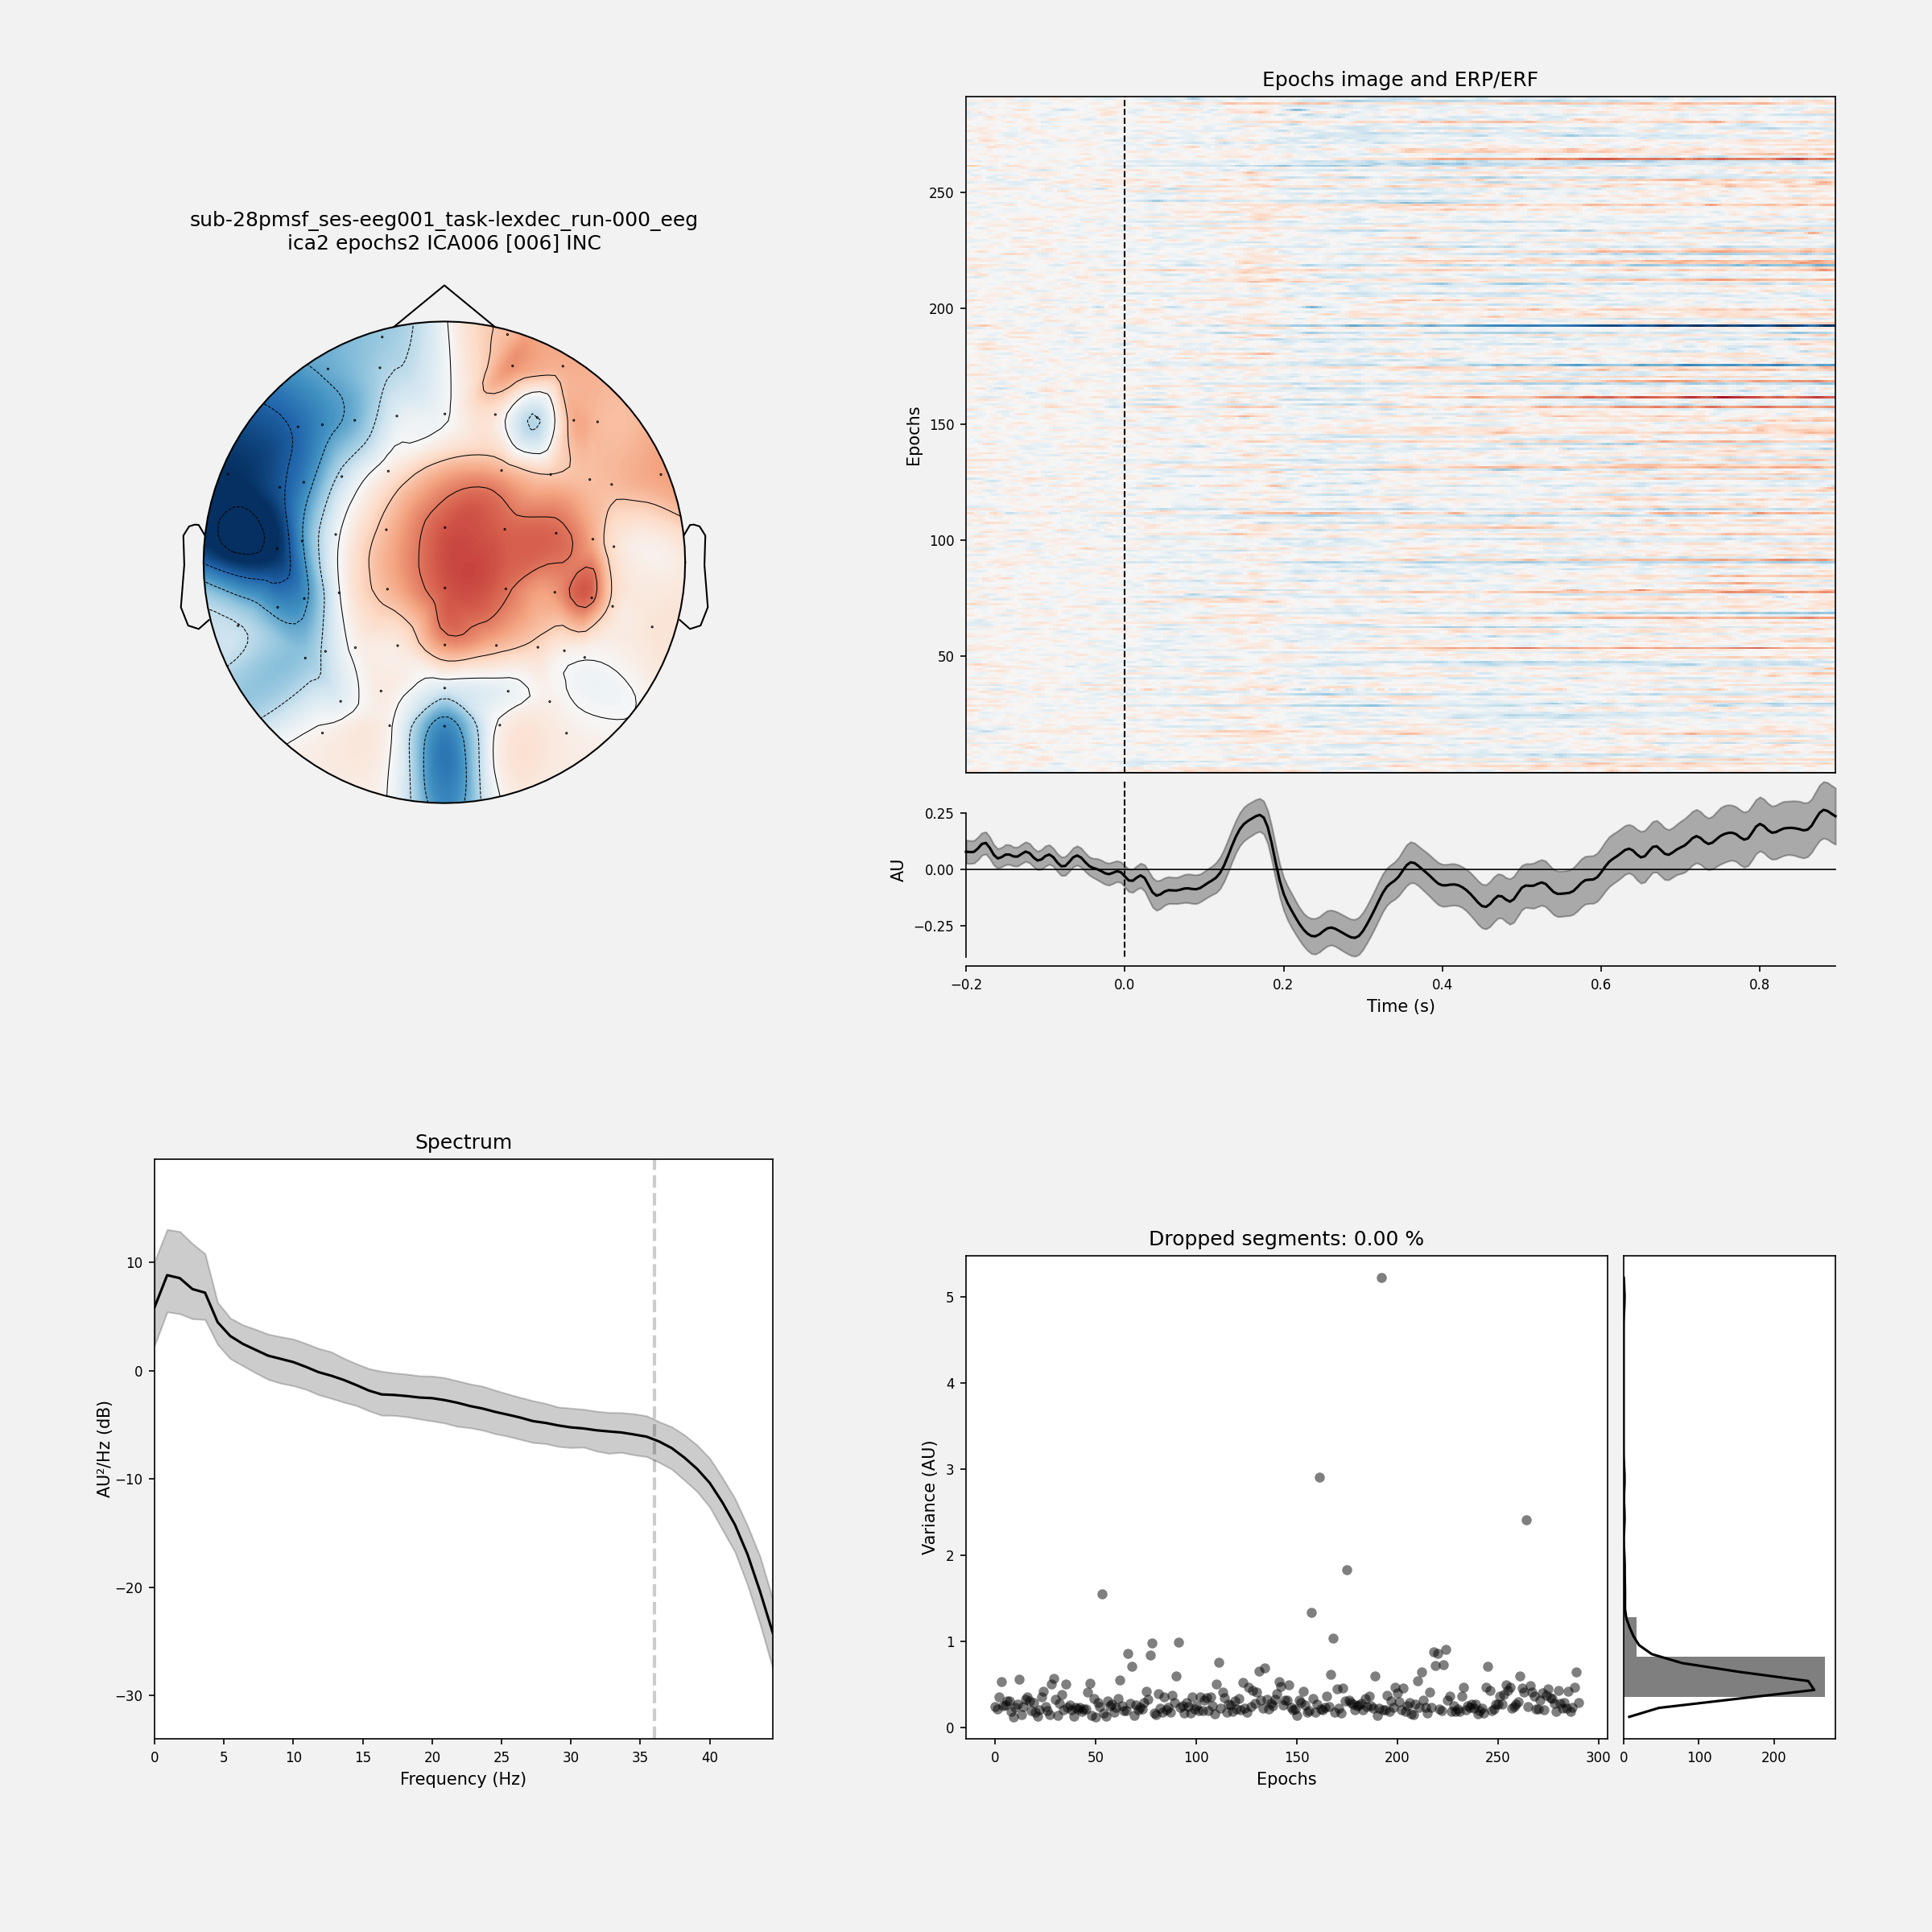 sub-28pmsf_ses-eeg001_task-lexdec_run-000_eeg
ica2 epochs2 ICA006 [006] INC
Epochs image and ERP/ERF
Epochs
250
200
150
100
50
AU
0.25
0.00
−0.25
−0.2 0.0 0.2 0.4 0.6 0.8
Time (s)
Spectrum
AU²/Hz (dB)
10
0
−10
−20
−30
0 5 10 15 20 25 30 35 40
Frequency (Hz)
Dropped segments: 0.00 %
Variance (AU)
5
4
3
2
1
0
0 50 100 150 200 250 300
Epochs
0 100 200